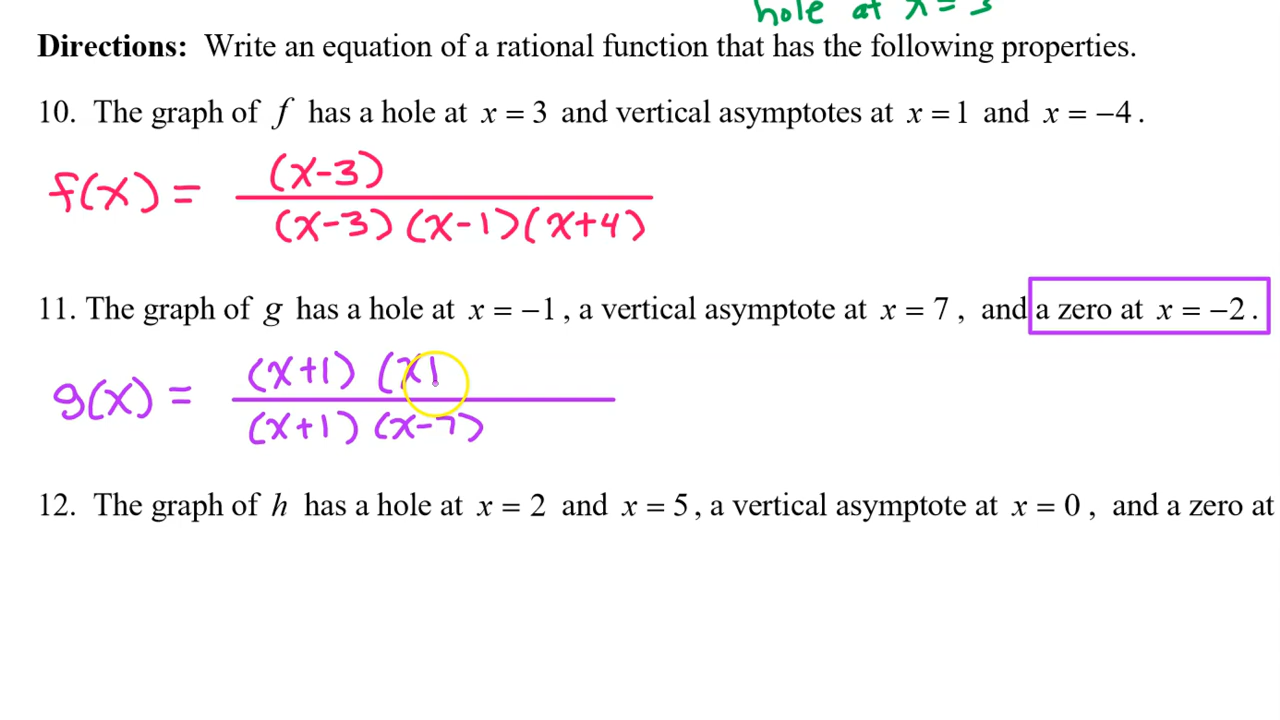 hole at x = 3
Directions: Write an equation of a rational function that has the following properties.
10. The graph of f has a hole at x = 3 and vertical asymptotes at x = 1 and x = −4.
(x-3)
f(x) =
(x-3) (x-1) (x+4)
11. The graph of g has a hole at x = −1, a vertical asymptote at x = 7, and a zero at x = −2.
(x+1) (x
g(x) =
(x+1) (x-7)
12. The graph of h has a hole at x = 2 and x = 5, a vertical asymptote at x = 0, and a zero at